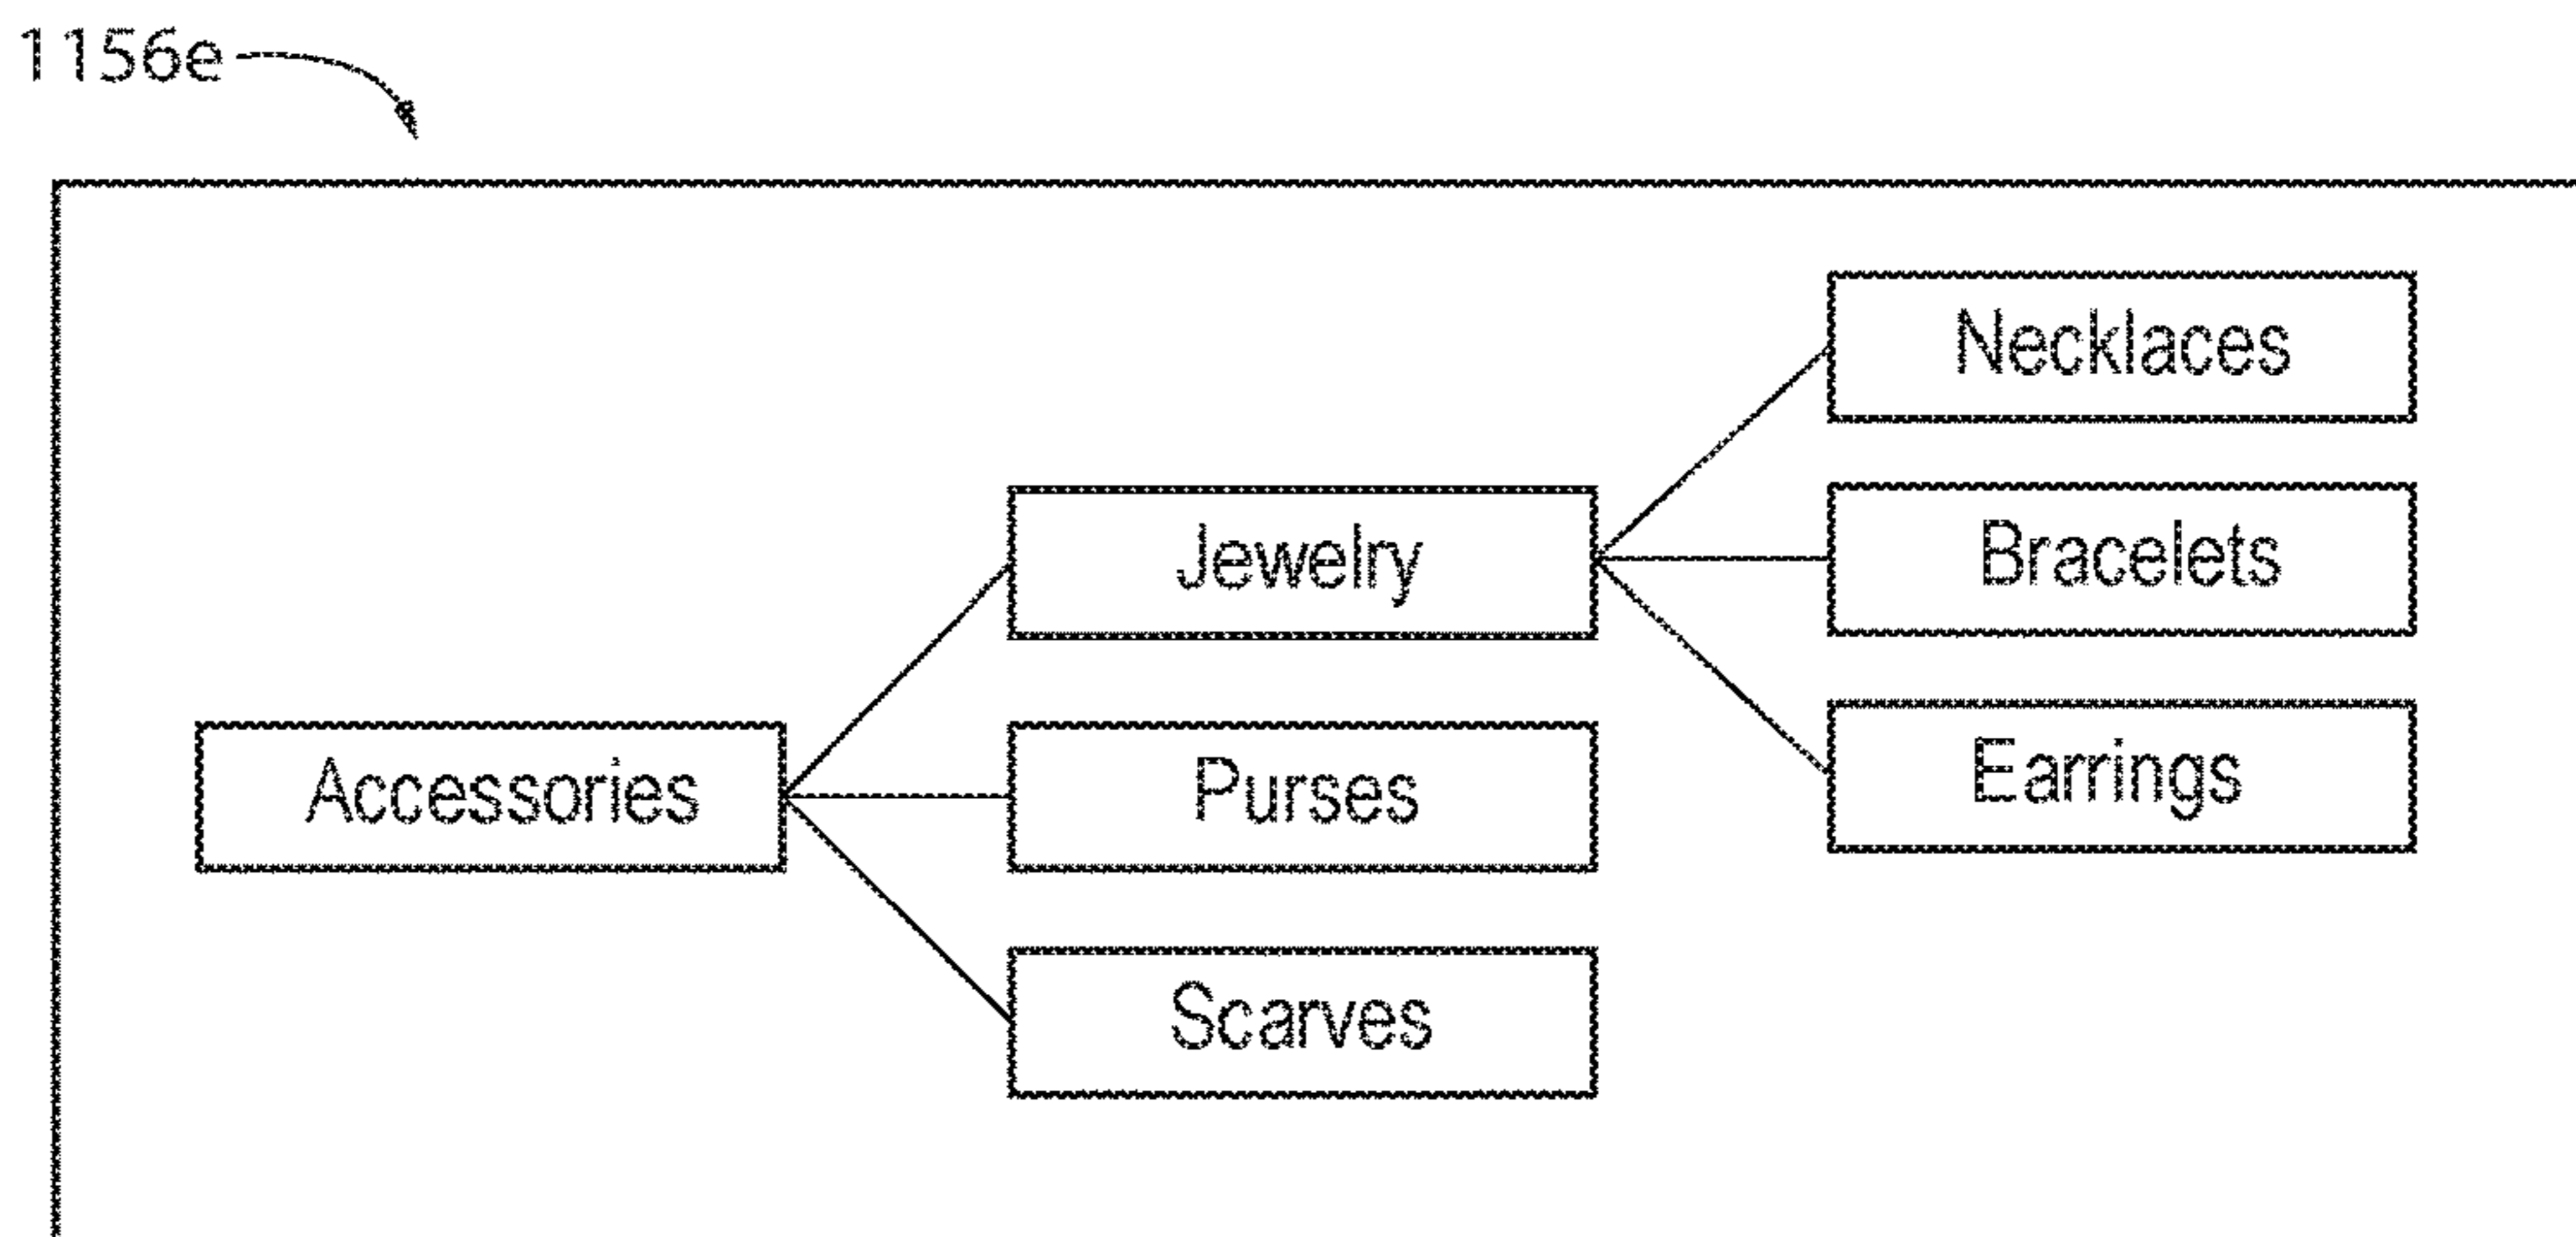 1156e
Necklaces
Jewelry
Bracelets
Accessories
Purses
Earrings
Scarves